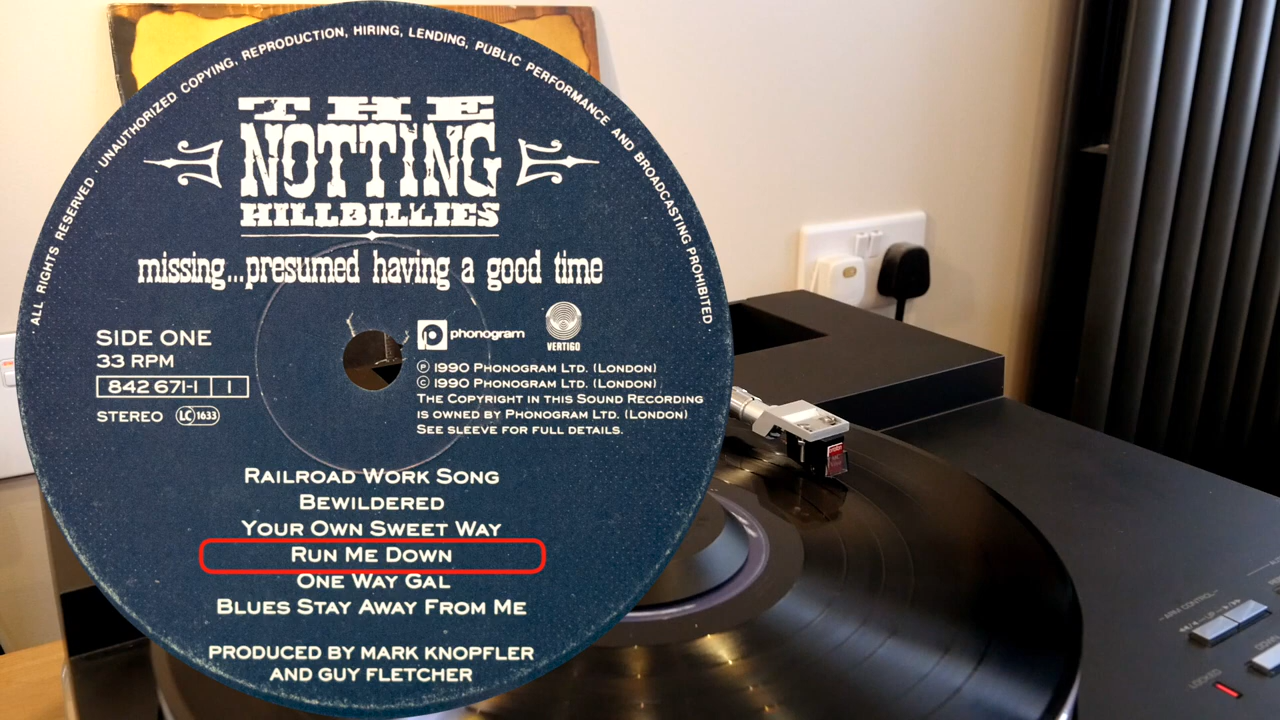 ALL RIGHTS RESERVED · UNAUTHORIZED COPYING, REPRODUCTION, HIRING, LENDING, PUBLIC PERFORMANCE AND BROADCASTING PROHIBITED
THE
NOTTING
HILLBILLIES
missing...presumed having a good time
SIDE ONE
33 RPM
842 671-1 1
STEREO LC 1633
phonogram
VERTIGO
Ⓟ 1990 PHONOGRAM LTD. (LONDON)
© 1990 PHONOGRAM LTD. (LONDON)
THE COPYRIGHT IN THIS SOUND RECORDING
IS OWNED BY PHONOGRAM LTD. (LONDON)
SEE SLEEVE FOR FULL DETAILS.
RAILROAD WORK SONG
BEWILDERED
YOUR OWN SWEET WAY
RUN ME DOWN
ONE WAY GAL
BLUES STAY AWAY FROM ME
PRODUCED BY MARK KNOPFLER
AND GUY FLETCHER
ARM CONTROL
UP
LOCKED